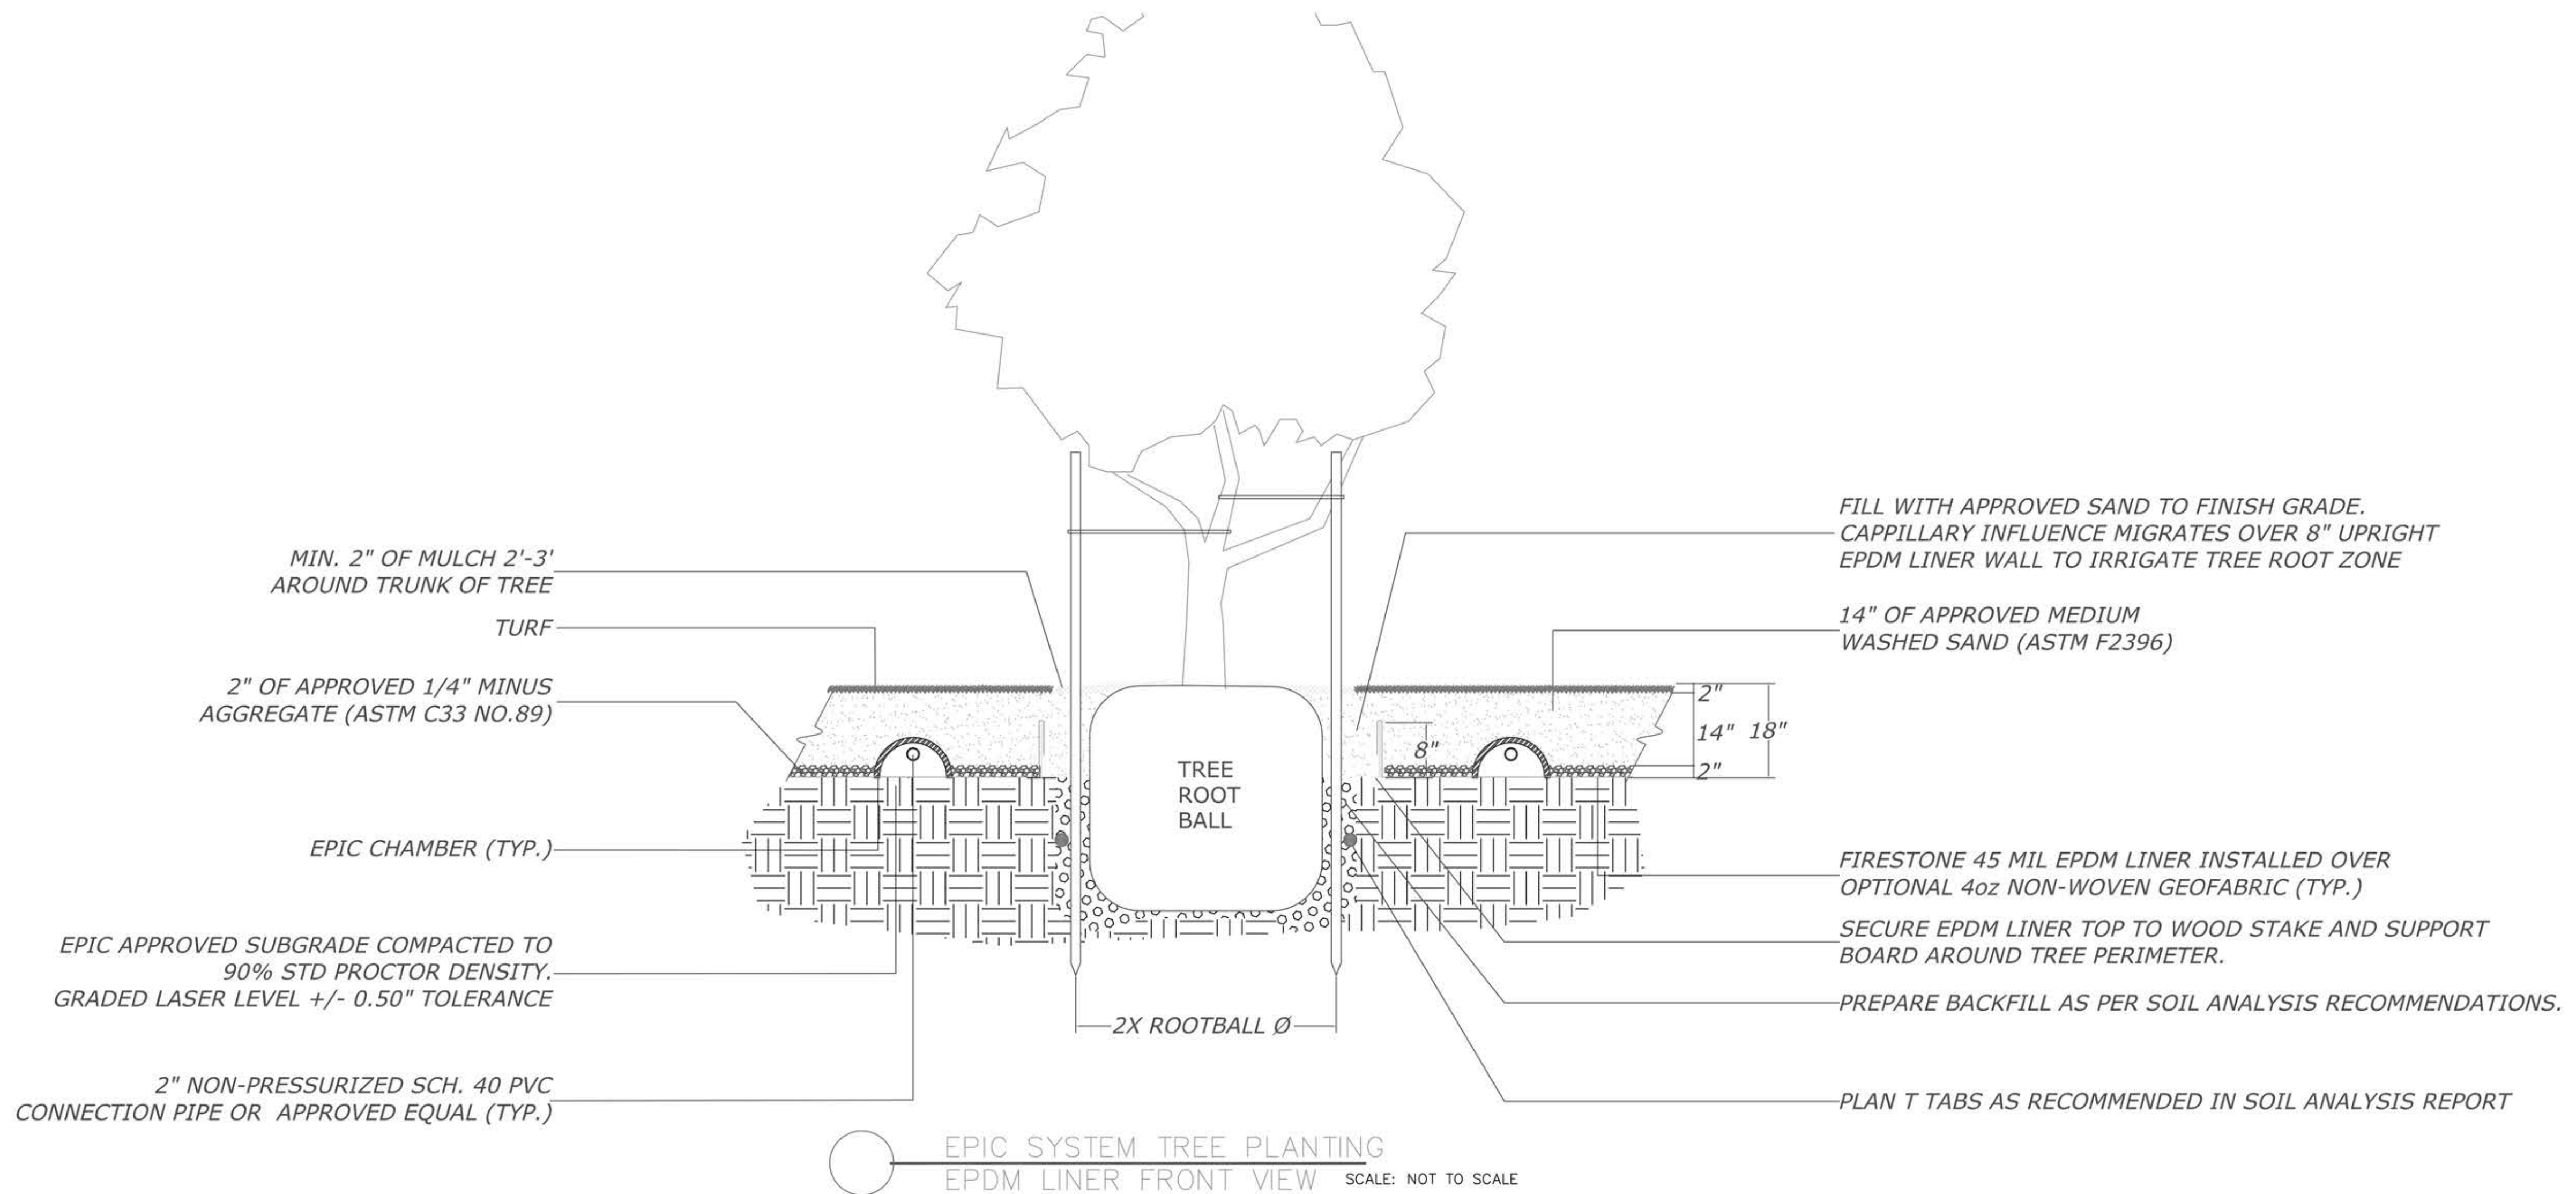 MIN. 2" OF MULCH 2'-3'
AROUND TRUNK OF TREE
TURF
2" OF APPROVED 1/4" MINUS
AGGREGATE (ASTM C33 NO.89)
EPIC CHAMBER (TYP.)
EPIC APPROVED SUBGRADE COMPACTED TO
90% STD PROCTOR DENSITY.
GRADED LASER LEVEL +/- 0.50" TOLERANCE
2" NON-PRESSURIZED SCH. 40 PVC
CONNECTION PIPE OR APPROVED EQUAL (TYP.)
TREE
ROOT
BALL
2X ROOTBALL Ø
8"
2"
14"
18"
2"
FILL WITH APPROVED SAND TO FINISH GRADE.
CAPPILLARY INFLUENCE MIGRATES OVER 8" UPRIGHT
EPDM LINER WALL TO IRRIGATE TREE ROOT ZONE
14" OF APPROVED MEDIUM
WASHED SAND (ASTM F2396)
FIRESTONE 45 MIL EPDM LINER INSTALLED OVER
OPTIONAL 4oz NON-WOVEN GEOFABRIC (TYP.)
SECURE EPDM LINER TOP TO WOOD STAKE AND SUPPORT
BOARD AROUND TREE PERIMETER.
PREPARE BACKFILL AS PER SOIL ANALYSIS RECOMMENDATIONS.
PLAN T TABS AS RECOMMENDED IN SOIL ANALYSIS REPORT
EPIC SYSTEM TREE PLANTING
EPDM LINER FRONT VIEW
SCALE: NOT TO SCALE